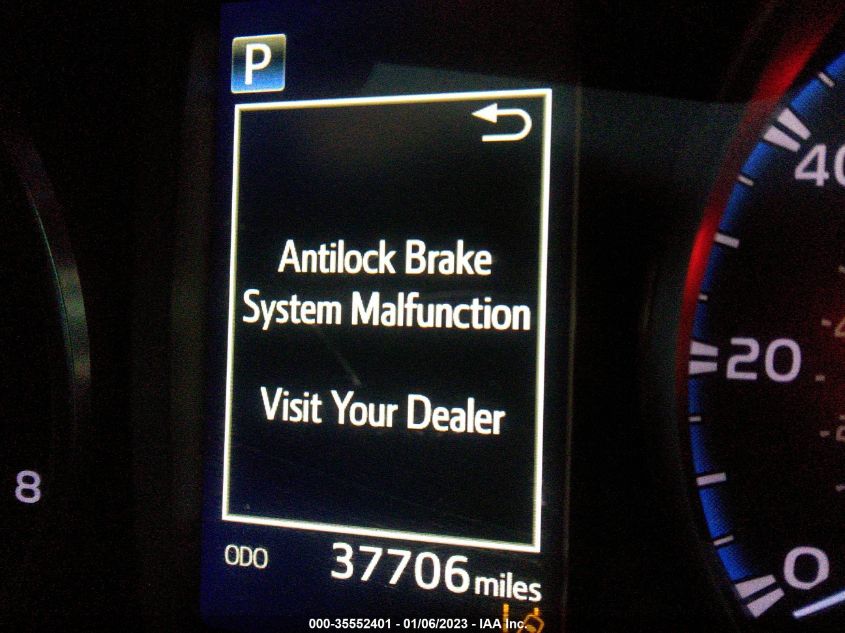 P
Antilock Brake
System Malfunction
Visit Your Dealer
ODO 37706 miles
8
40
20
0
000-35552401 - 01/06/2023 - IAA Inc.